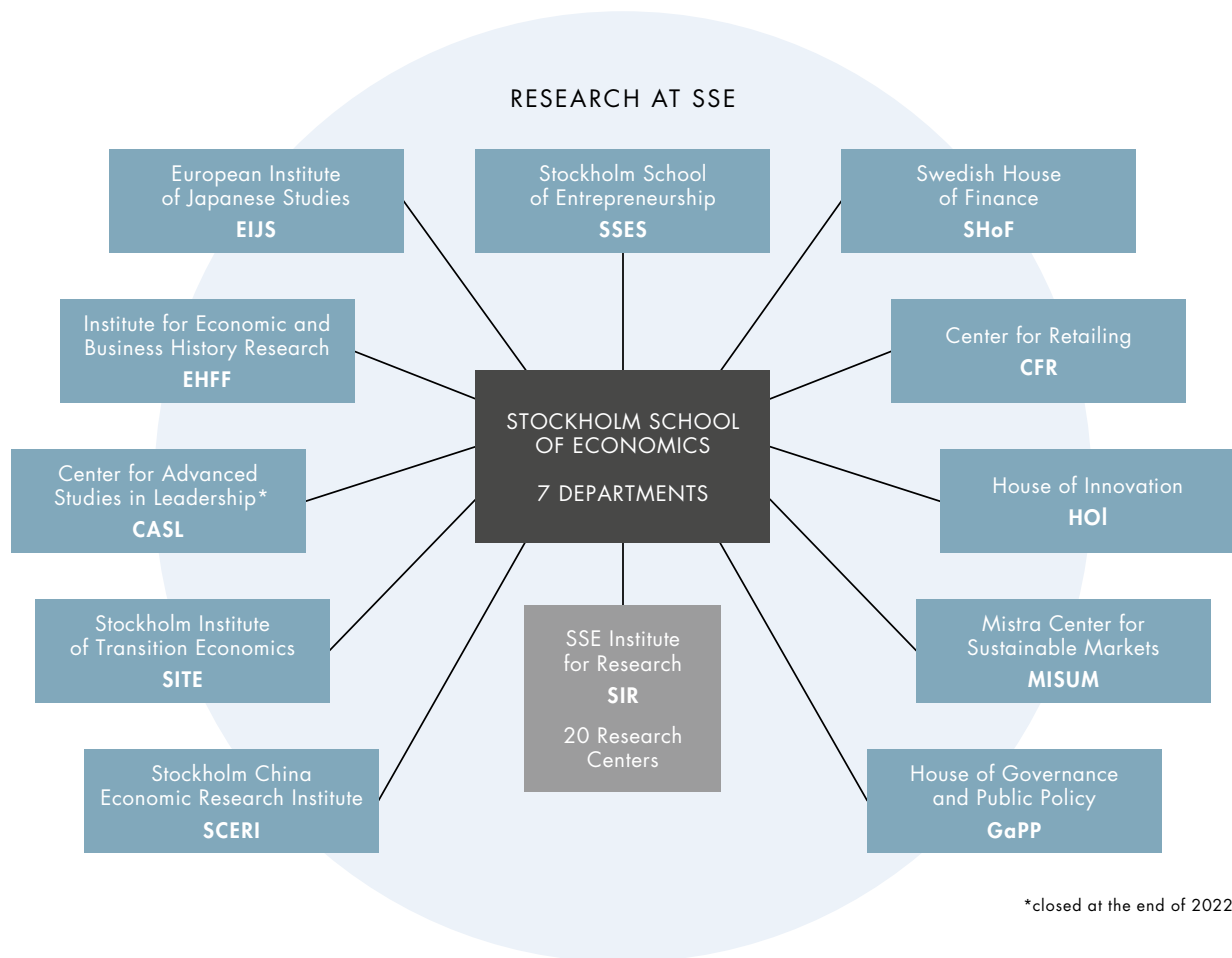 RESEARCH AT SSE
European Institute
of Japanese Studies
EIJS
Stockholm School
of Entrepreneurship
SSES
Swedish House
of Finance
SHoF
Institute for Economic and
Business History Research
EHFF
Center for Retailing
CFR
STOCKHOLM SCHOOL
OF ECONOMICS
7 DEPARTMENTS
Center for Advanced
Studies in Leadership*
CASL
House of Innovation
HOI
Stockholm Institute
of Transition Economics
SITE
SSE Institute
for Research
SIR
20 Research
Centers
Mistra Center for
Sustainable Markets
MISUM
Stockholm China
Economic Research Institute
SCERI
House of Governance
and Public Policy
GaPP
*closed at the end of 2022